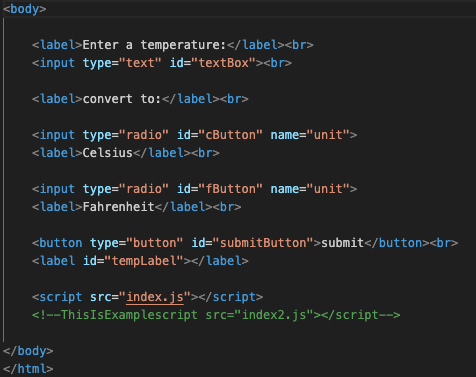 <body>
<label>Enter a temperature:</label><br>
<input type="text" id="textBox"><br>
<label>convert to:</label><br>
<input type="radio" id="cButton" name="unit">
<label>Celsius</label><br>
<input type="radio" id="fButton" name="unit">
<label>Fahrenheit</label><br>
<button type="button" id="submitButton">submit</button><br>
<label id="tempLabel"></label>
<script src="index.js"></script>
<!--ThisIsExamplescript src="index2.js"></script-->
</body>
</html>